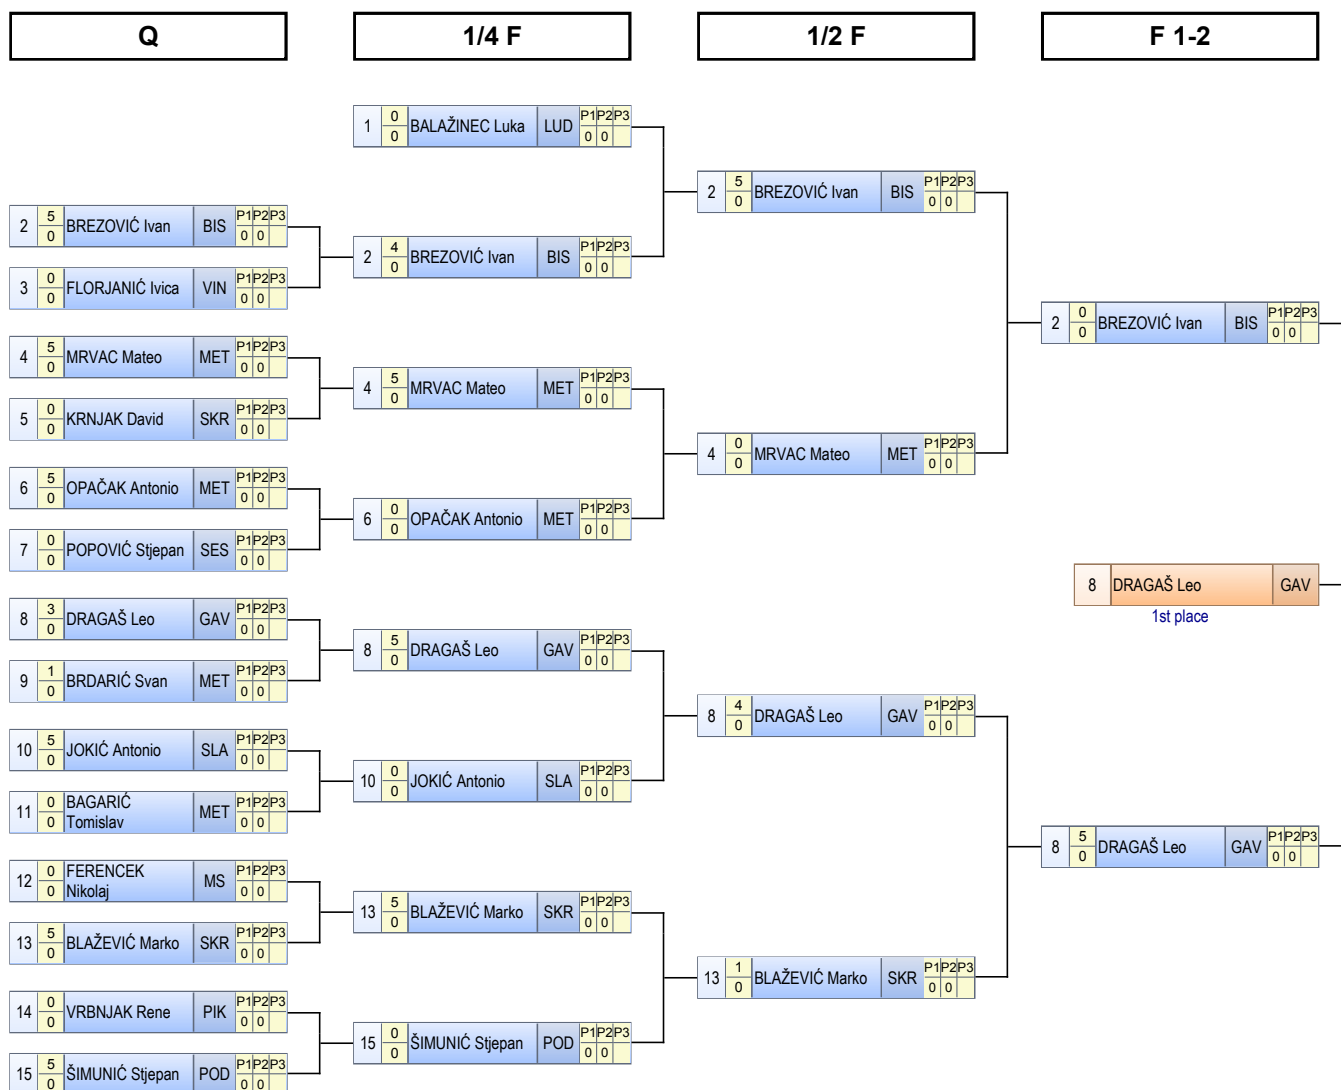 Q
1/4 F
1/2 F
F 1-2
1 0 BALAŽINEC Luka LUD P1 P2 P3
0 0 0
2 5 BREZOVIĆ Ivan BIS P1 P2 P3
0 0 0
2 5 BREZOVIĆ Ivan BIS P1 P2 P3
0 0 0
2 4 BREZOVIĆ Ivan BIS P1 P2 P3
0 0 0
3 0 FLORJANIĆ Ivica VIN P1 P2 P3
0 0 0
2 0 BREZOVIĆ Ivan BIS P1 P2 P3
0 0 0
4 5 MRVAC Mateo MET P1 P2 P3
0 0 0
4 5 MRVAC Mateo MET P1 P2 P3
0 0 0
5 0 KRNJAK David SKR P1 P2 P3
0 0 0
4 0 MRVAC Mateo MET P1 P2 P3
0 0 0
6 5 OPAČAK Antonio MET P1 P2 P3
0 0 0
6 0 OPAČAK Antonio MET P1 P2 P3
0 0 0
7 0 POPOVIĆ Stjepan SES P1 P2 P3
0 0 0
8 DRAGAŠ Leo GAV
1st place
8 3 DRAGAŠ Leo GAV P1 P2 P3
0 0 0
8 5 DRAGAŠ Leo GAV P1 P2 P3
0 0 0
9 1 BRDARIĆ Svan MET P1 P2 P3
0 0 0
8 4 DRAGAŠ Leo GAV P1 P2 P3
0 0 0
10 5 JOKIĆ Antonio SLA P1 P2 P3
0 0 0
10 0 JOKIĆ Antonio SLA P1 P2 P3
0 0 0
11 0 BAGARIĆ MET P1 P2 P3
0 Tomislav 0 0
8 5 DRAGAŠ Leo GAV P1 P2 P3
0 0 0
12 0 FERENCEK MS P1 P2 P3
0 Nikolaj 0 0
13 5 BLAŽEVIĆ Marko SKR P1 P2 P3
0 0 0
13 5 BLAŽEVIĆ Marko SKR P1 P2 P3
0 0 0
13 1 BLAŽEVIĆ Marko SKR P1 P2 P3
0 0 0
14 0 VRBNJAK Rene PIK P1 P2 P3
0 0 0
15 0 ŠIMUNIĆ Stjepan POD P1 P2 P3
0 0 0
15 5 ŠIMUNIĆ Stjepan POD P1 P2 P3
0 0 0